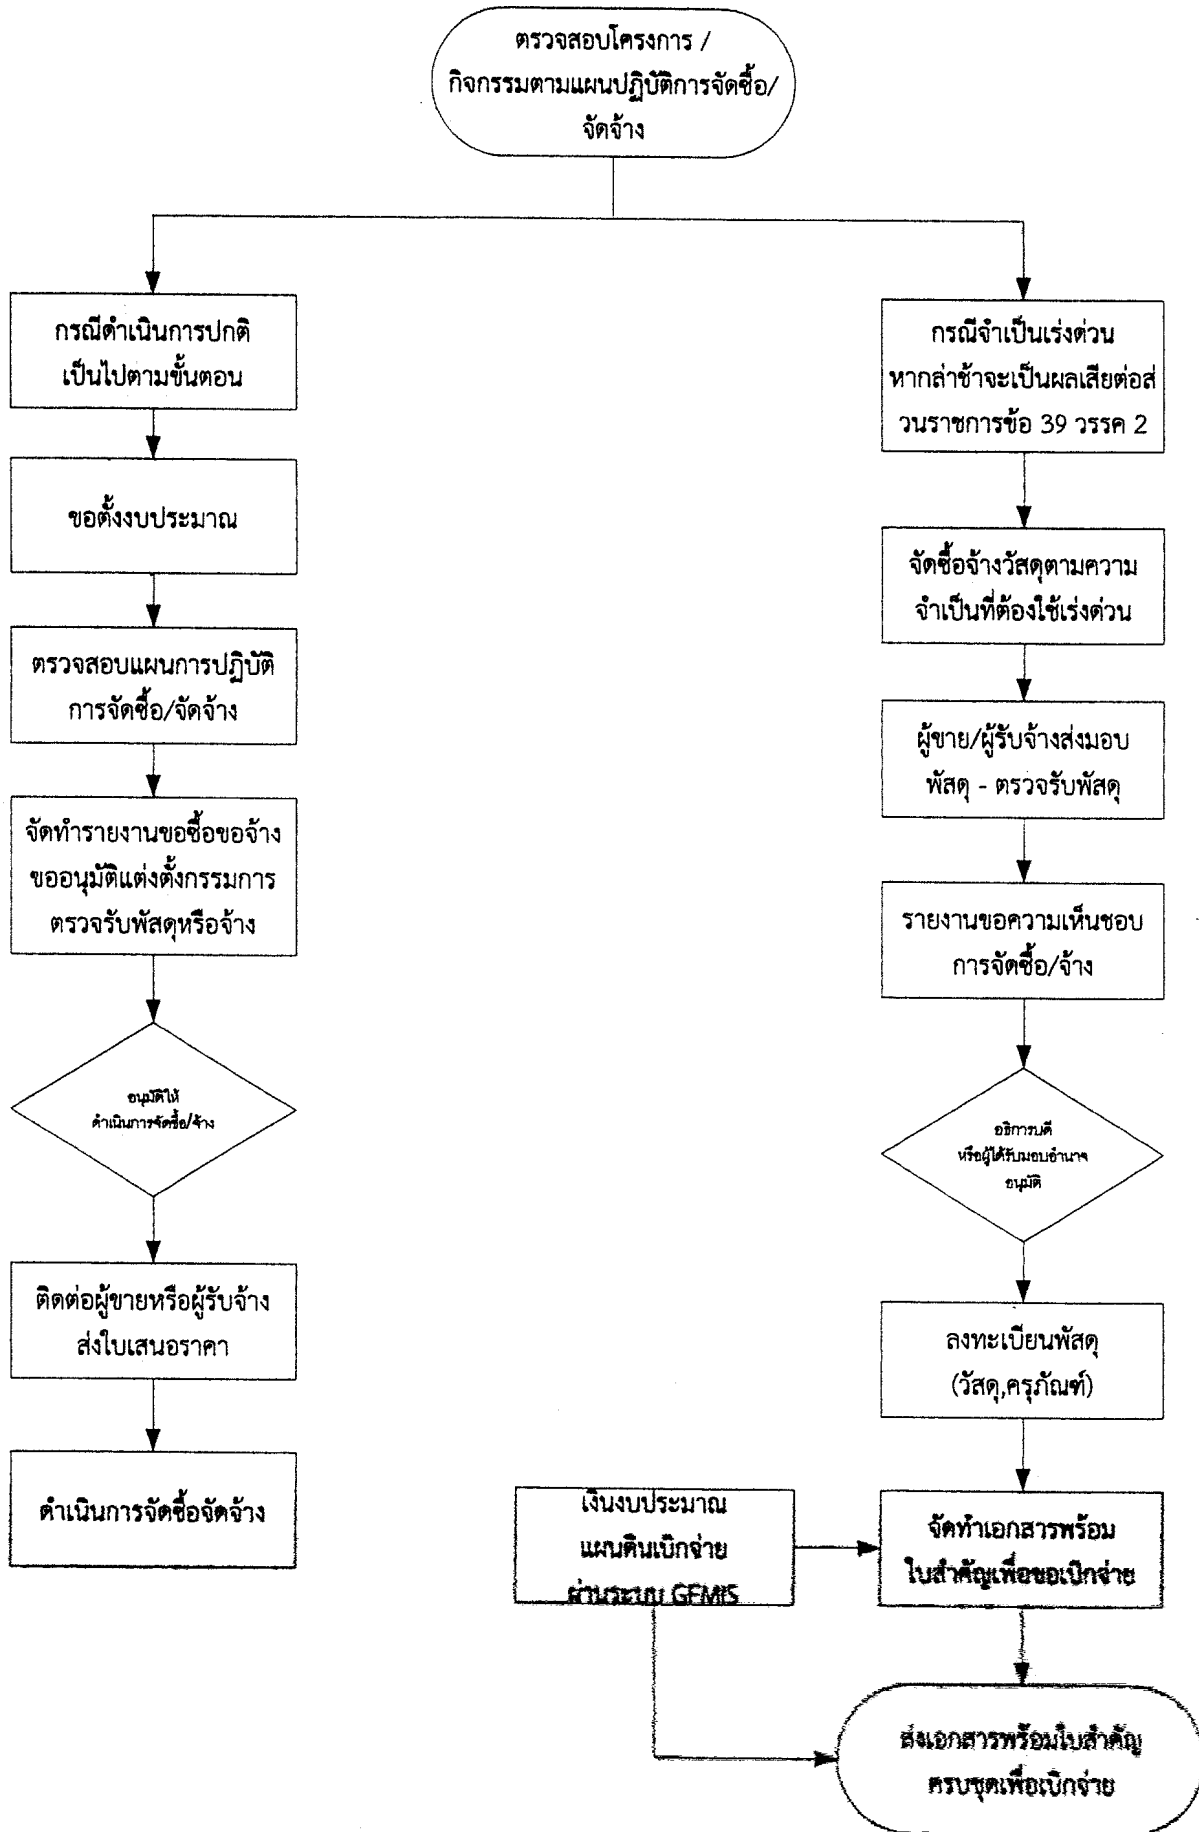 ตรวจสอบโครงการ /
กิจกรรมตามแผนปฏิบัติการจัดซื้อ/
จัดจ้าง
กรณีดำเนินการปกติ
เป็นไปตามขั้นตอน
ขอตั้งงบประมาณ
ตรวจสอบแผนการปฏิบัติ
การจัดซื้อ/จัดจ้าง
จัดทำรายงานขอซื้อขอจ้าง
ขออนุมัติแต่งตั้งกรรมการ
ตรวจรับพัสดุหรือจ้าง
อนุมัติให้
ดำเนินการจัดซื้อ/จ้าง
ติดต่อผู้ขายหรือผู้รับจ้าง
ส่งใบเสนอราคา
ดำเนินการจัดซื้อจัดจ้าง
กรณีจำเป็นเร่งด่วน
หากล่าช้าจะเป็นผลเสียต่อส่
วนราชการข้อ 39 วรรค 2
จัดซื้อจ้างวัสดุตามความ
จำเป็นที่ต้องใช้เร่งด่วน
ผู้ขาย/ผู้รับจ้างส่งมอบ
พัสดุ - ตรวจรับพัสดุ
รายงานขอความเห็นชอบ
การจัดซื้อ/จ้าง
อธิการบดี
หรือผู้ได้รับมอบอำนาจ
อนุมัติ
ลงทะเบียนพัสดุ
(วัสดุ,ครุภัณฑ์)
เงินงบประมาณ
แผนดินเบิกจ่าย
ผ่านระบบ GFMIS
จัดทำเอกสารพร้อม
ใบสำคัญเพื่อขอเบิกจ่าย
ส่งเอกสารพร้อมใบสำคัญ
ครบชุดเพื่อเบิกจ่าย